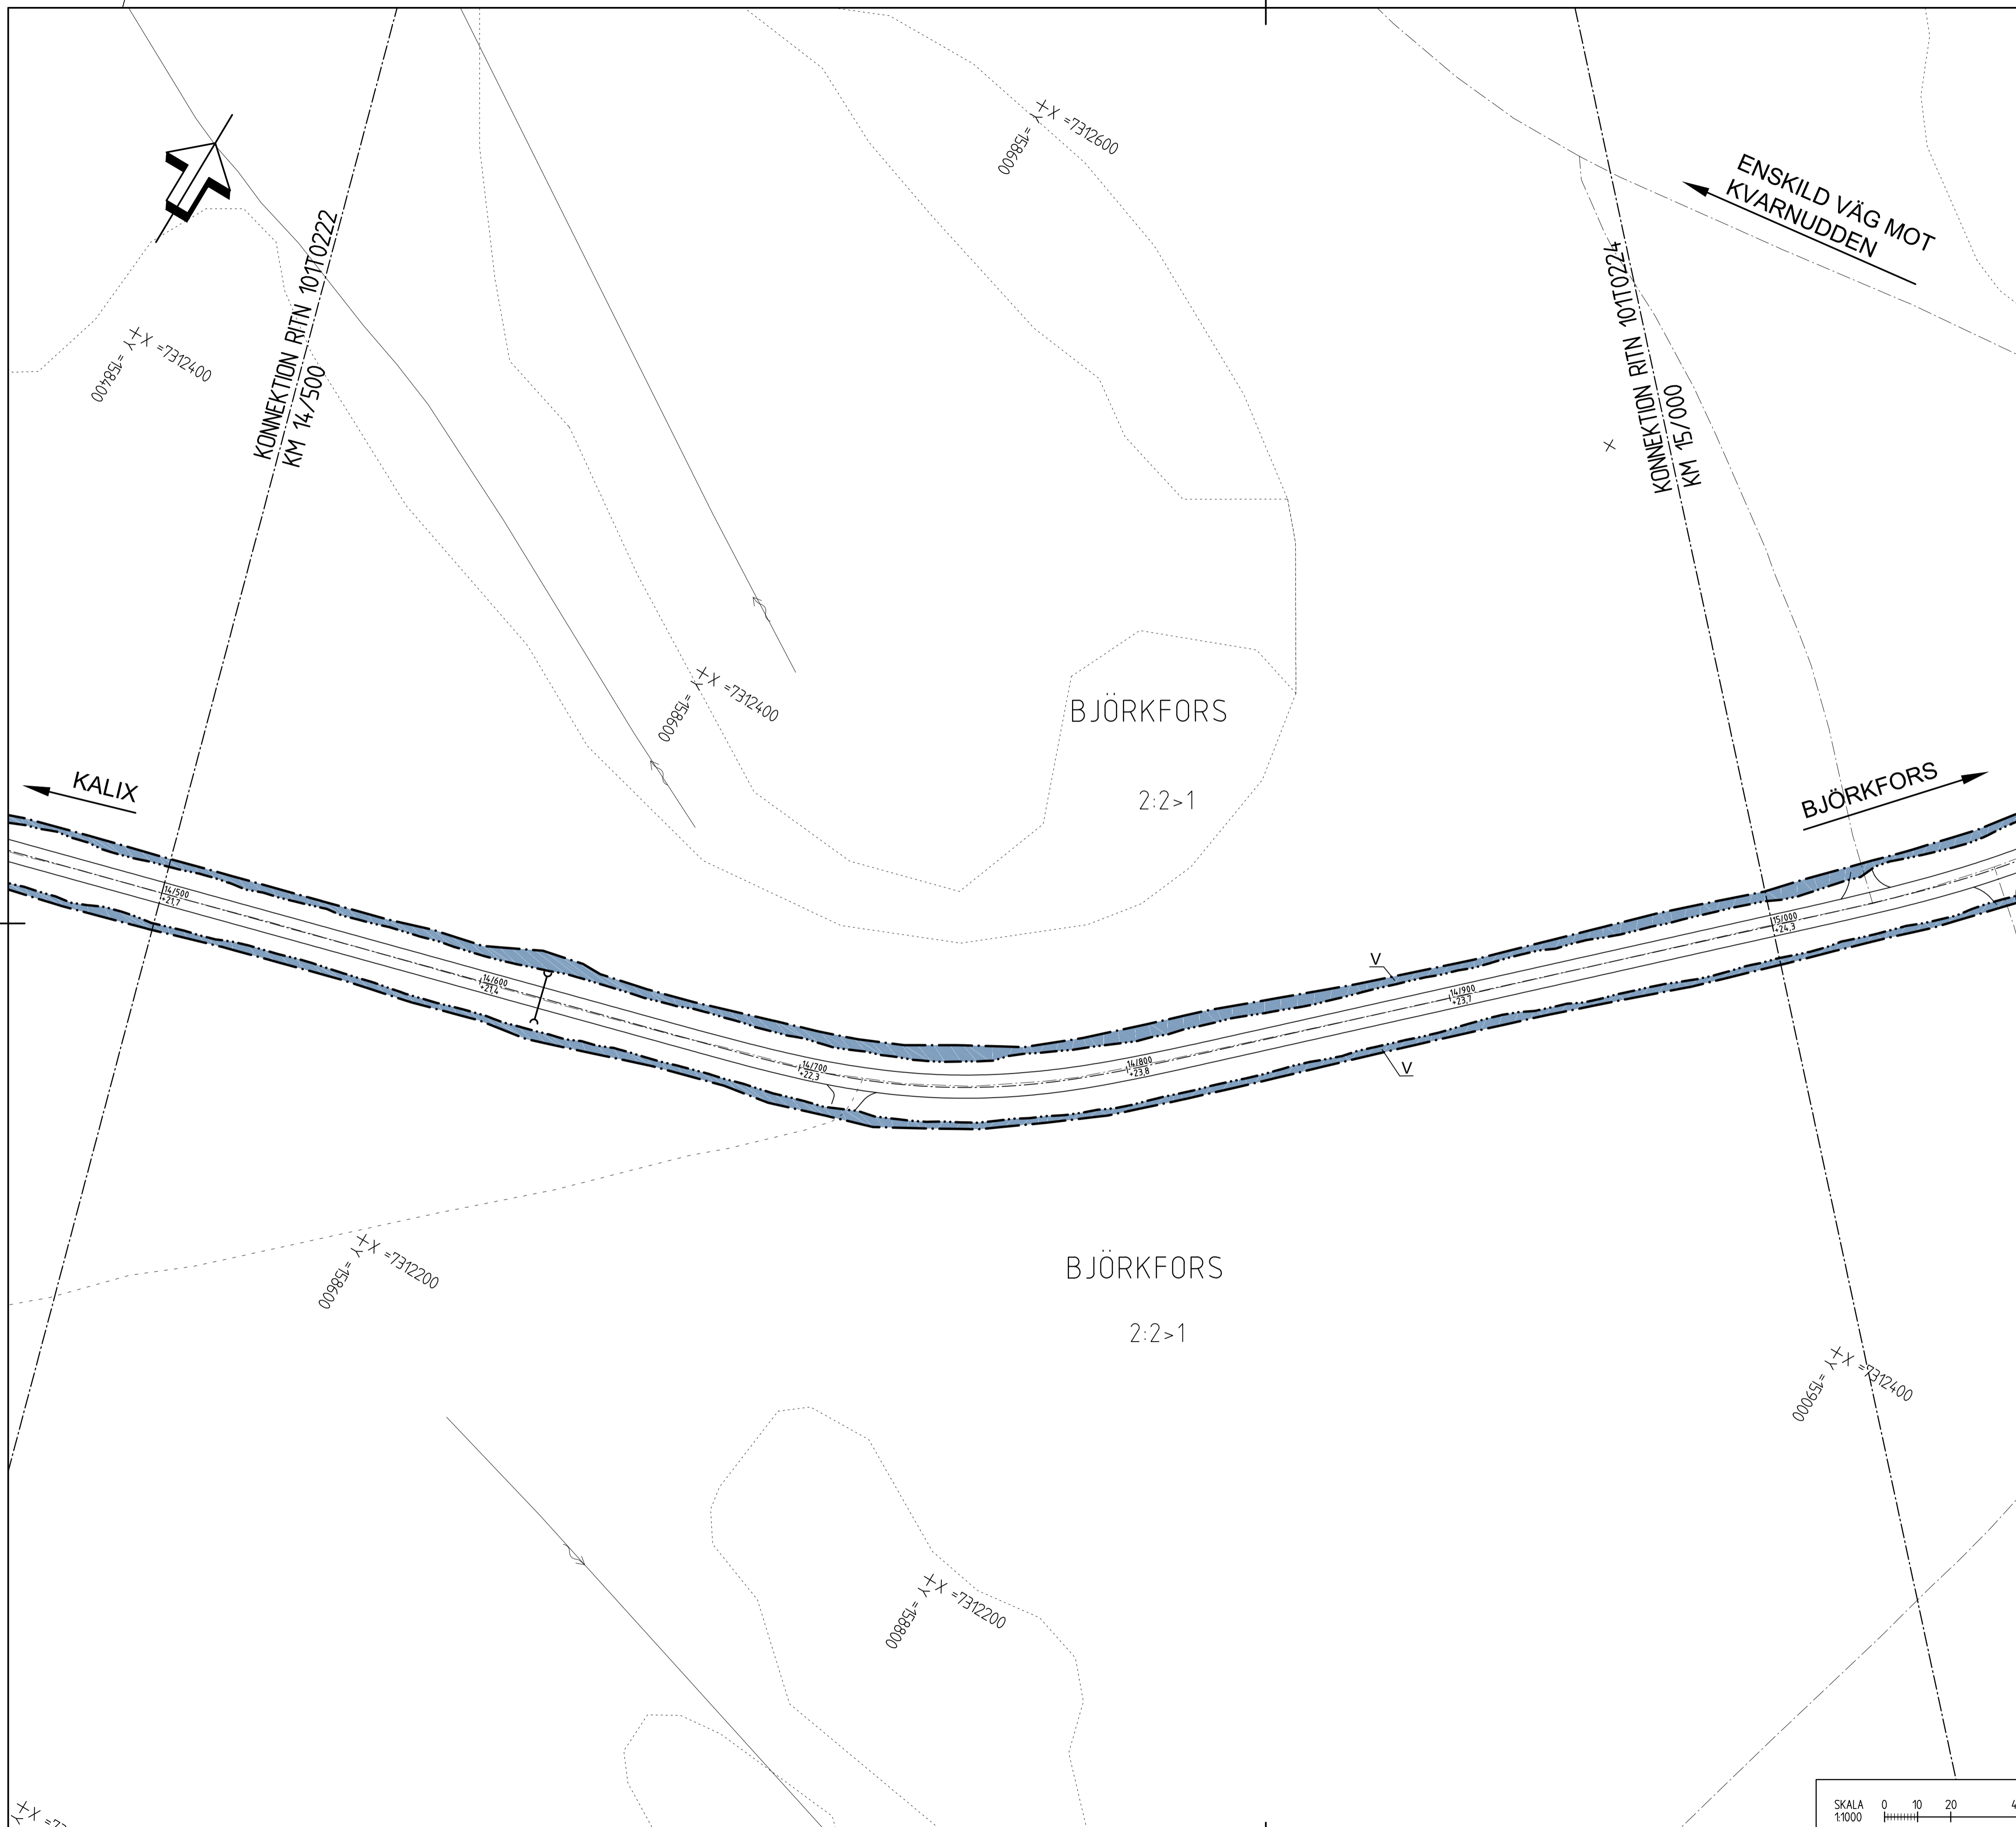 X =7312600
Y =158600
ENSKILD VÄG MOT
KVARNUDDEN
KONNEKTION RITN 101T0222
KM 14/500
KONNEKTION RITN 101T0224
KM 15/000
X =7312400
Y =158400
X =7312400
Y =158600
BJÖRKFORS
2:2>1
KALIX
BJÖRKFORS
14/500
+21,7
14/600
+21,4
14/700
+22,3
14/800
+23,8
14/900
+23,7
15/000
+24,3
V
V
X =7312200
Y =158600
BJÖRKFORS
2:2>1
X =7312400
Y =159000
X =7312200
Y =158800
X =73
Y
SKALA 0 10 20 4
1:1000